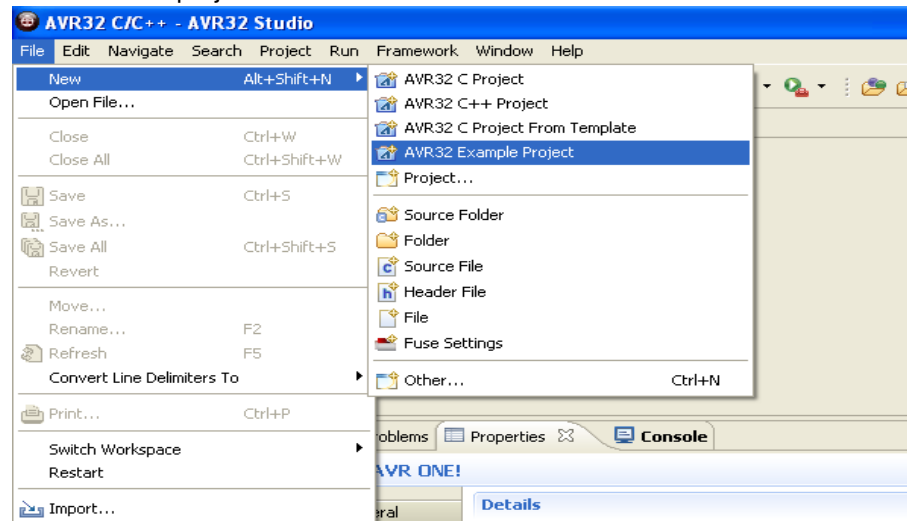 AVR32 C/C++ - AVR32 Studio
File Edit Navigate Search Project Run Framework Window Help
New Alt+Shift+N
Open File...
Close Ctrl+W
Close All Ctrl+Shift+W
Save Ctrl+S
Save As...
Save All Ctrl+Shift+S
Revert
Move...
Rename... F2
Refresh F5
Convert Line Delimiters To
Print... Ctrl+P
Switch Workspace
Restart
Import...
AVR32 C Project
AVR32 C++ Project
AVR32 C Project From Template
AVR32 Example Project
Project...
Source Folder
Folder
Source File
Header File
File
Fuse Settings
Other... Ctrl+N
oblems Properties Console
AVR ONE!
eral Details